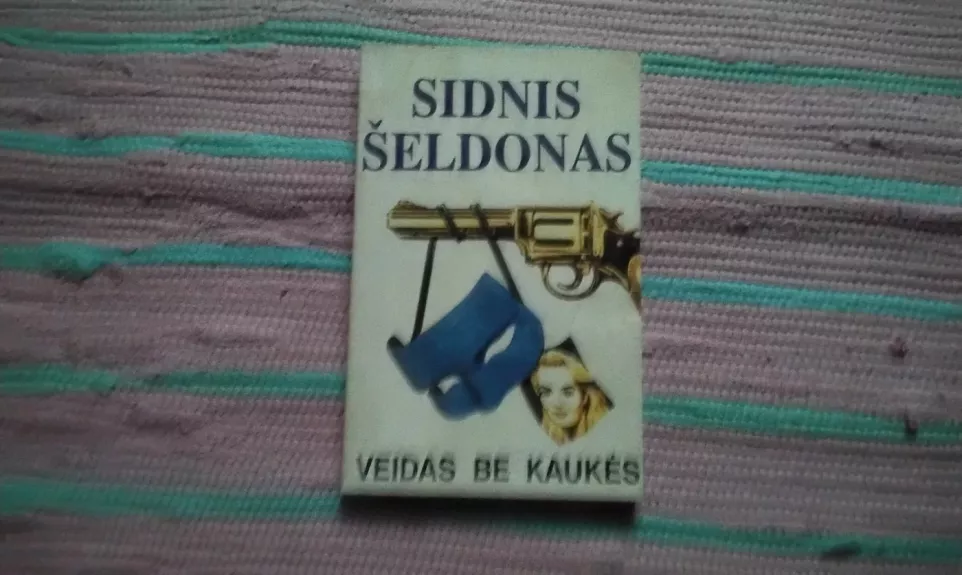 SIDNIS
ŠELDONAS
VEIDAS BE KAUKĖS